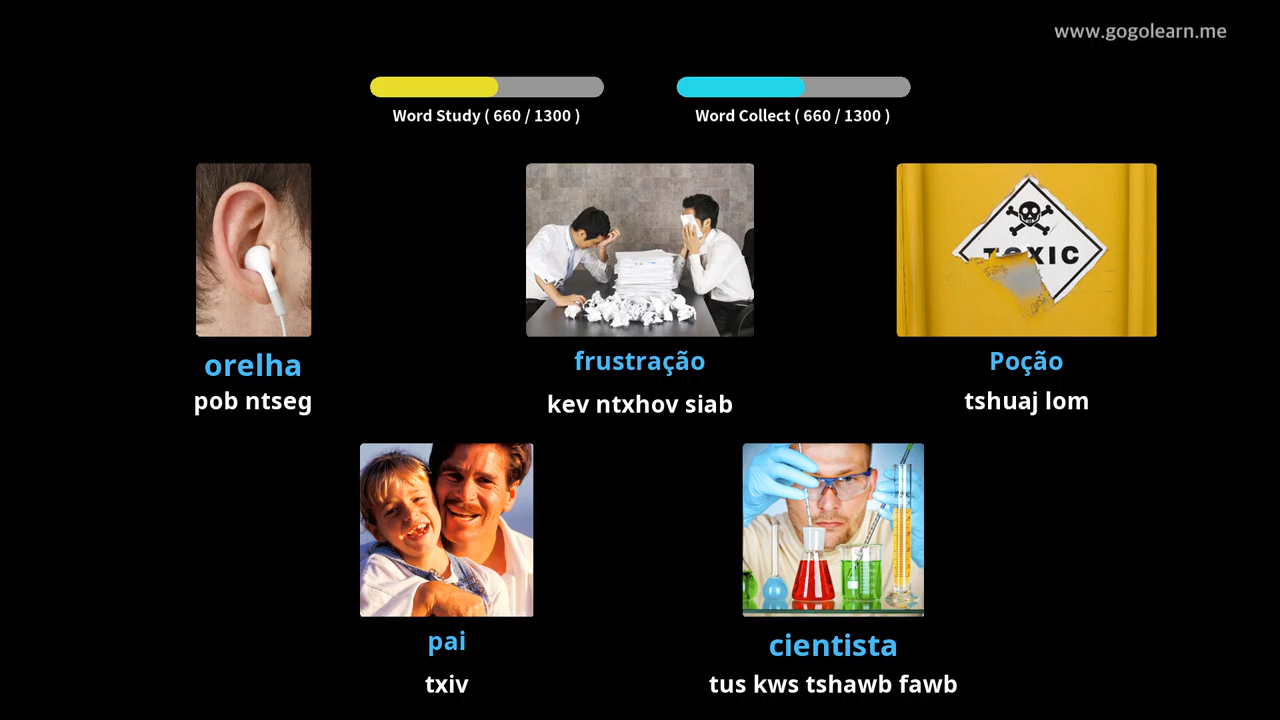 www.gogolearn.me
Word Study ( 660 / 1300 )
Word Collect ( 660 / 1300 )
TOXIC
orelha
pob ntseg
frustração
kev ntxhov siab
Poção
tshuaj lom
pai
txiv
cientista
tus kws tshawb fawb